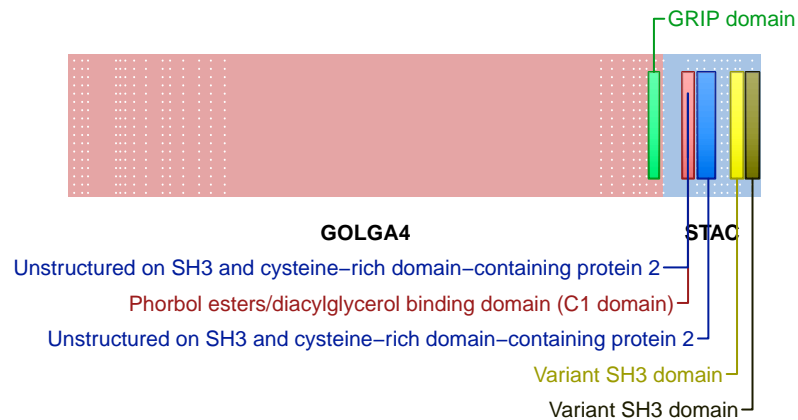 GRIP domain
GOLGA4
STAC
Unstructured on SH3 and cysteine−rich domain−containing protein 2
Phorbol esters/diacylglycerol binding domain (C1 domain)
Unstructured on SH3 and cysteine−rich domain−containing protein 2
Variant SH3 domain
Variant SH3 domain